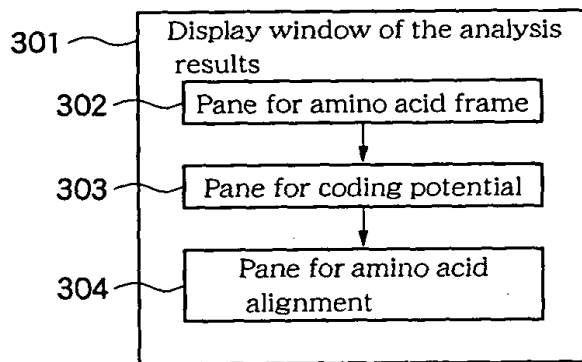 301
Display window of the analysis
results
302
Pane for amino acid frame
303
Pane for coding potential
304
Pane for amino acid
alignment